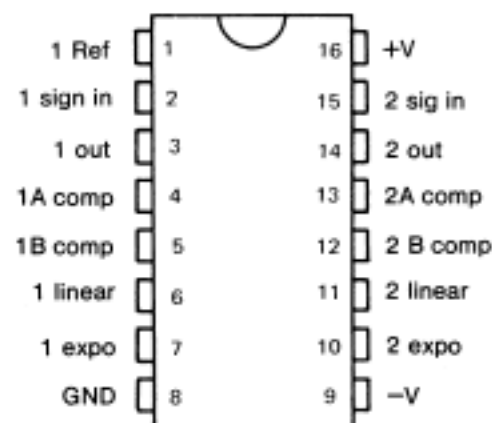 1 Ref 1 16 +V
1 sign in 2 15 2 sig in
1 out 3 14 2 out
1A comp 4 13 2A comp
1B comp 5 12 2 B comp
1 linear 6 11 2 linear
1 expo 7 10 2 expo
GND 8 9 −V